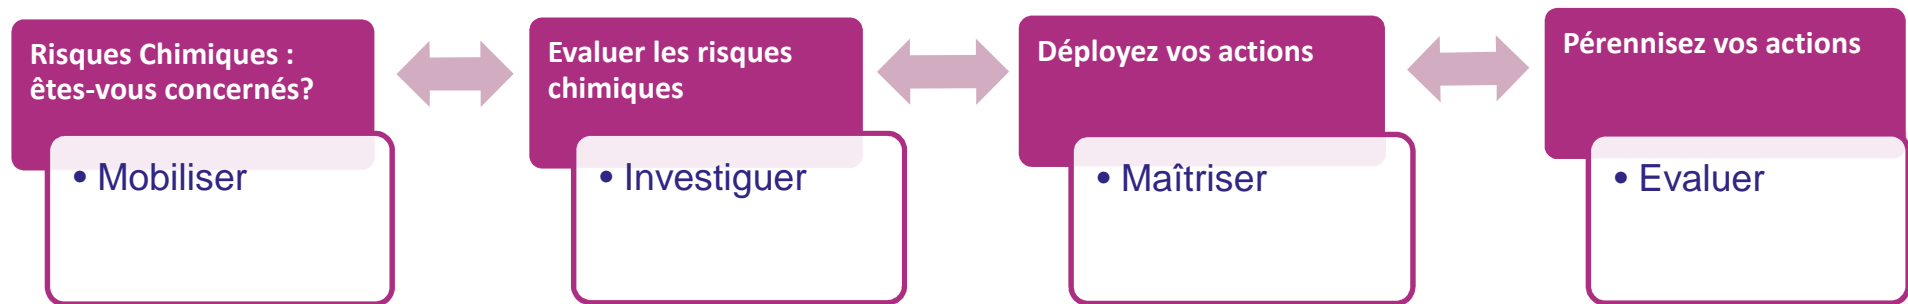 Risques Chimiques :
êtes-vous concernés?
• Mobiliser
Evaluer les risques
chimiques
• Investiguer
Déployez vos actions
• Maîtriser
Pérennisez vos actions
• Evaluer